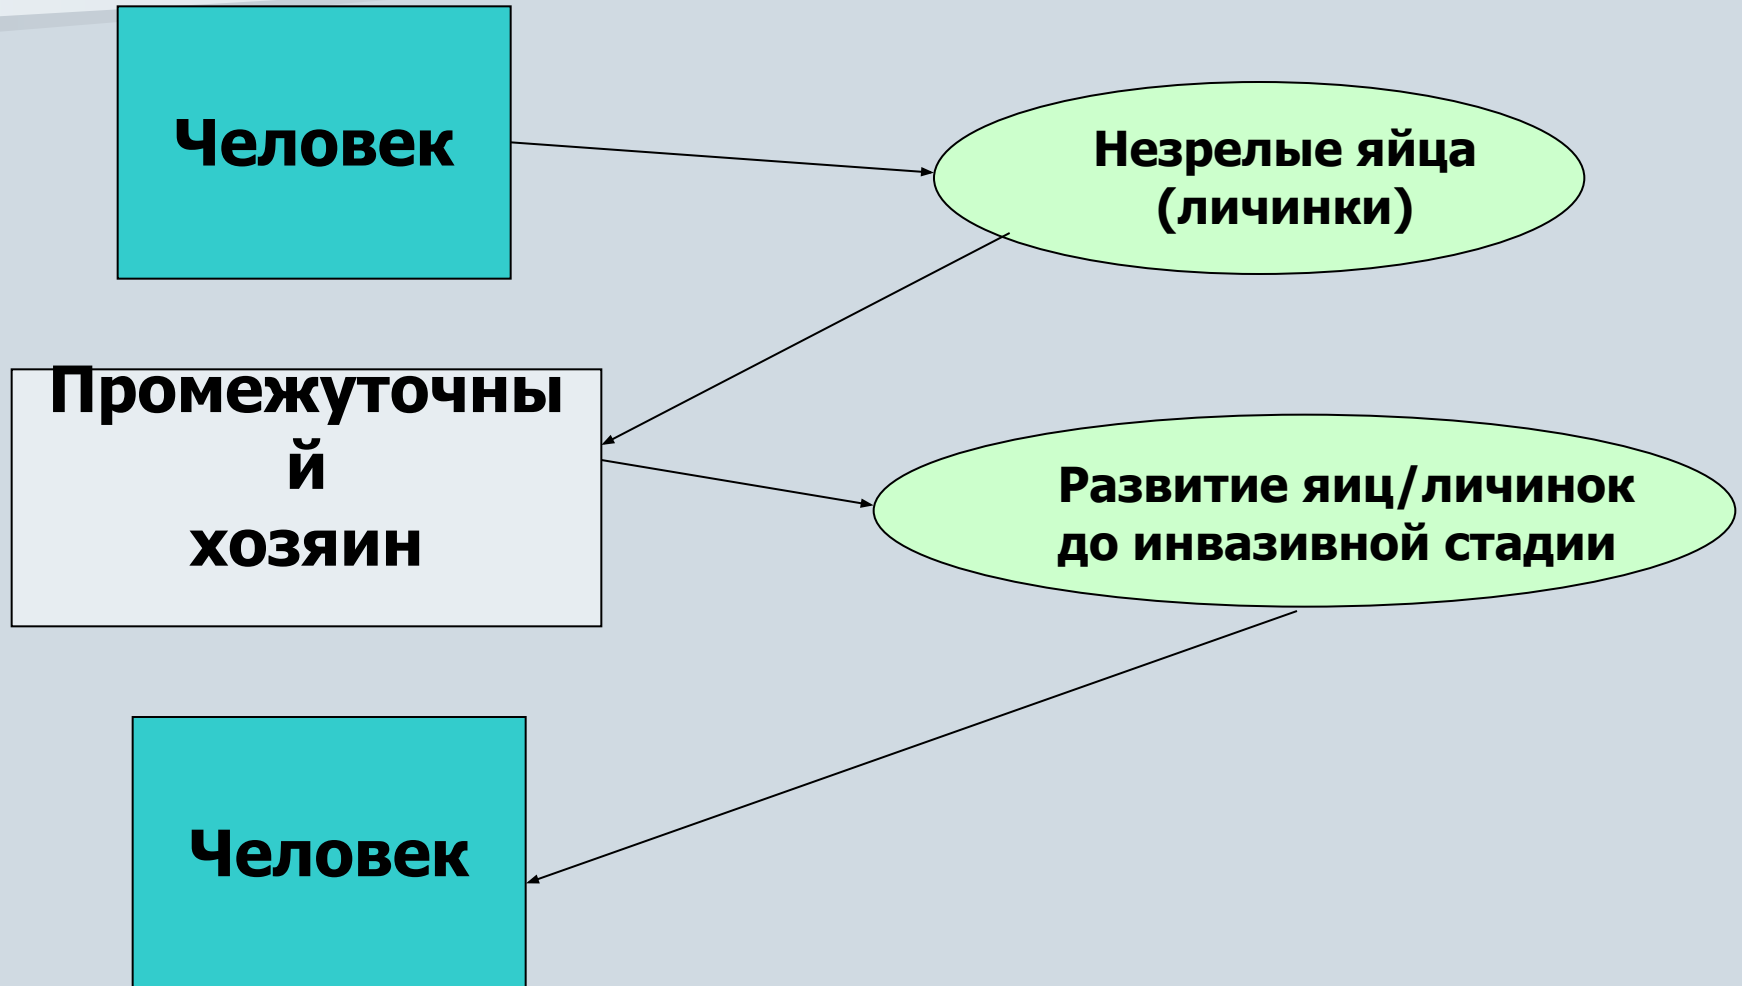 Человек
Незрелые яйца
(личинки)
Промежуточны
й
хозяин
Развитие яиц/личинок
до инвазивной стадии
Человек